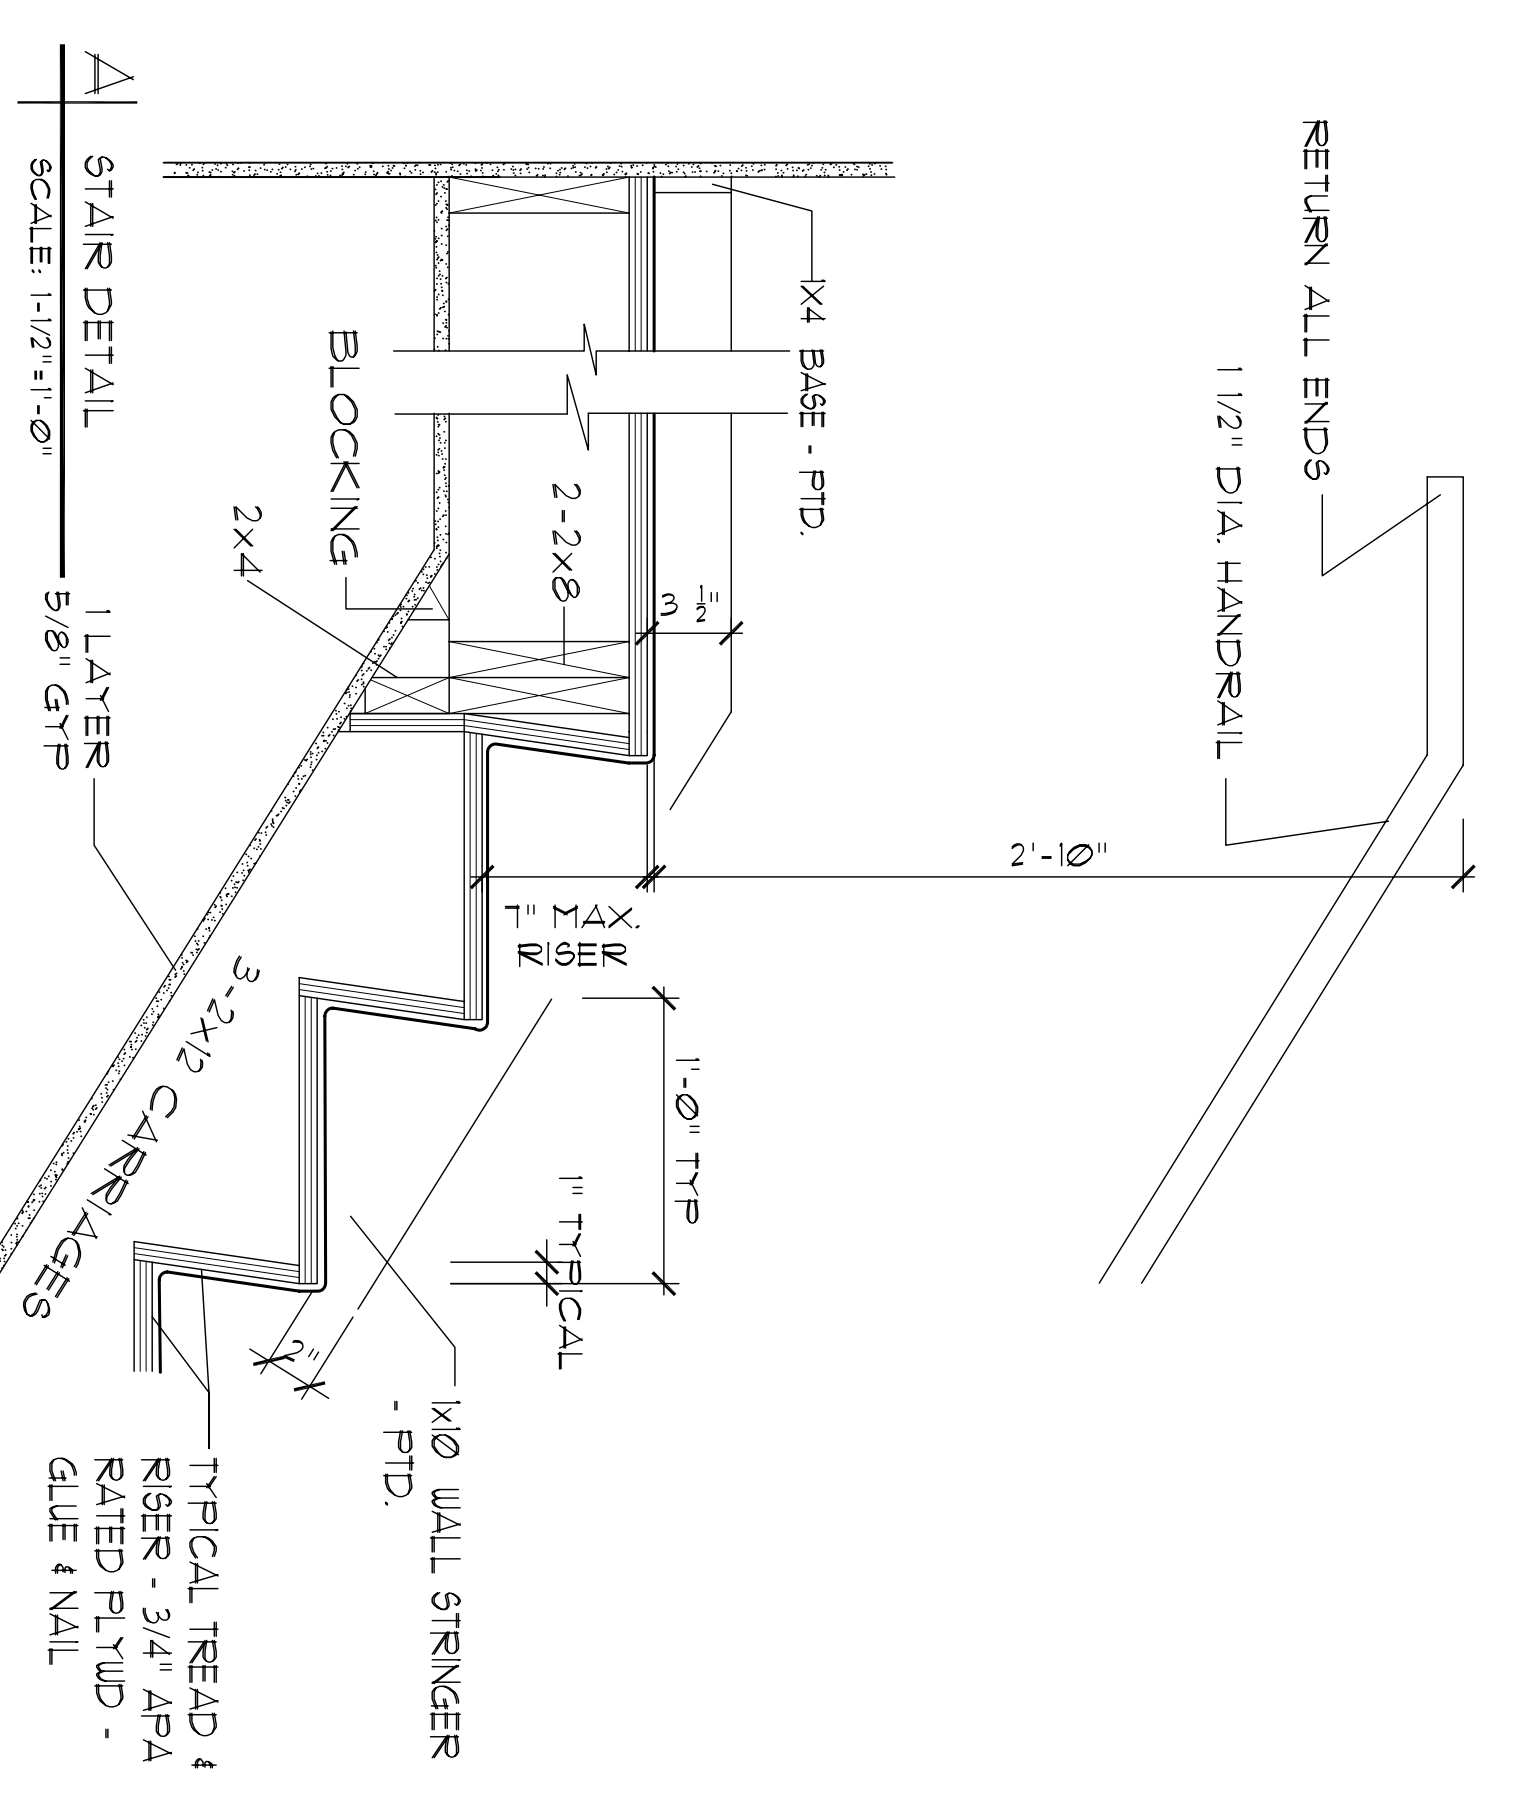 RETURN ALL ENDS
1 1/2" DIA. HANDRAIL
2'-10"
1x4 BASE - PTD.
3 1/2"
2-2x8
BLOCKING
2x4
7" MAX.
RISER
1'-0" TYP
1" TYPICAL
2"
1x10 WALL STRINGER
- PTD.
1 LAYER
5/8" GYP
3-2x12 CARRIAGES
TYPICAL TREAD &
RISER - 3/4" APA
RATED PLYWD -
GLUE & NAIL
A
STAIR DETAIL
SCALE: 1-1/2"=1'-0"